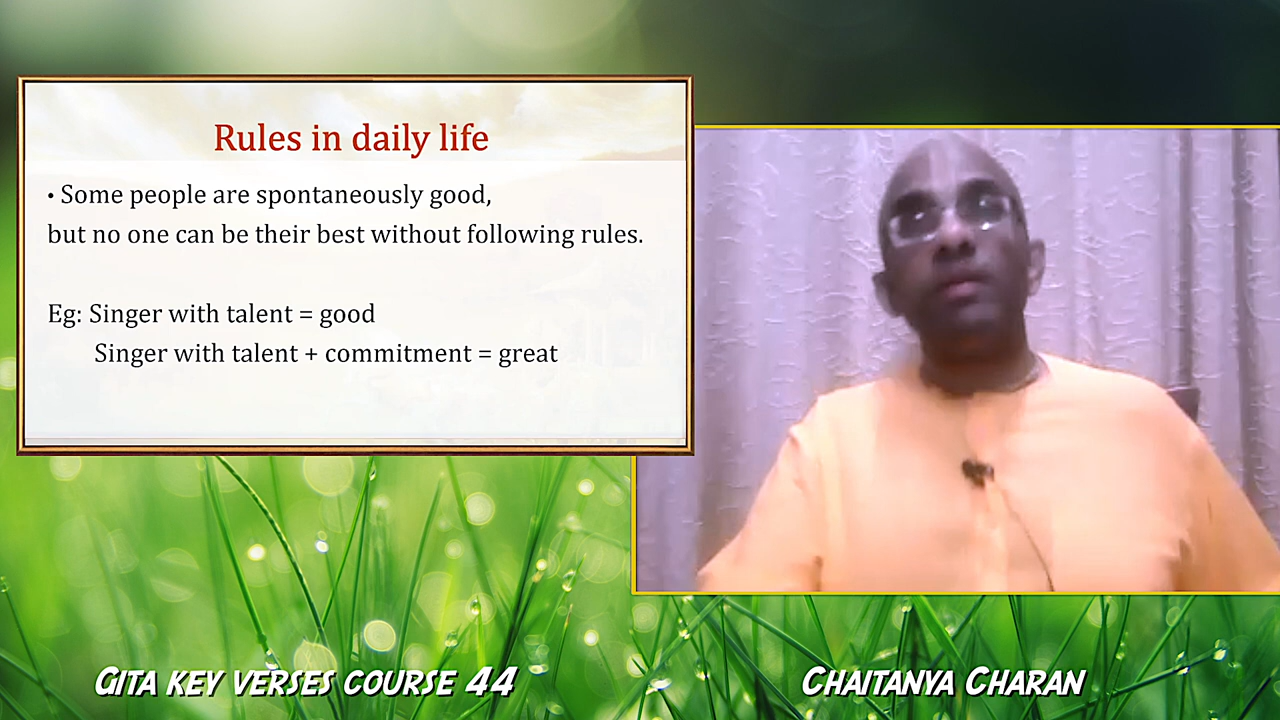 Rules in daily life
• Some people are spontaneously good,
but no one can be their best without following rules.
Eg: Singer with talent = good
Singer with talent + commitment = great
GITA KEY VERSES COURSE 44
CHAITANYA CHARAN